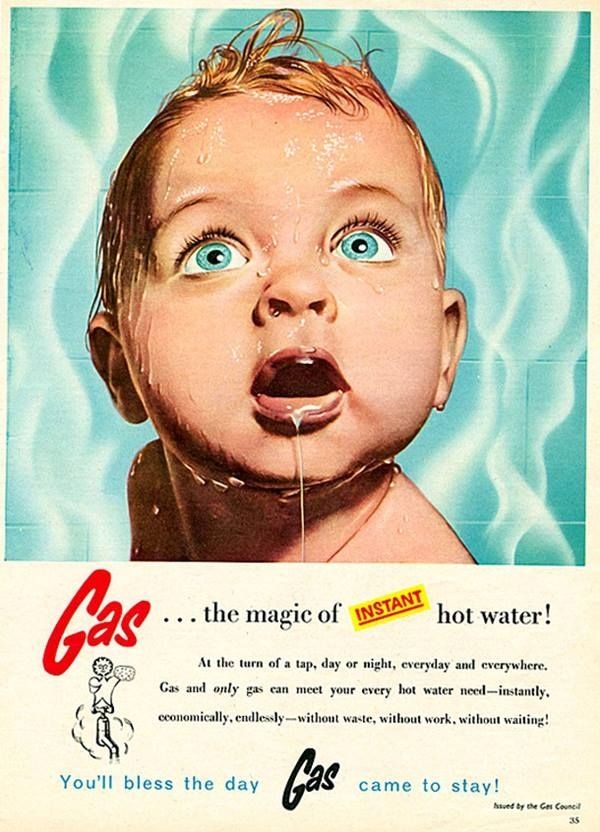 Gas ... the magic of INSTANT hot water!
At the turn of a tap, day or night, everyday and everywhere.
Gas and only gas can meet your every hot water need—instantly,
economically, endlessly—without waste, without work, without waiting!
You'll bless the day Gas came to stay!
Issued by the Gas Council
35